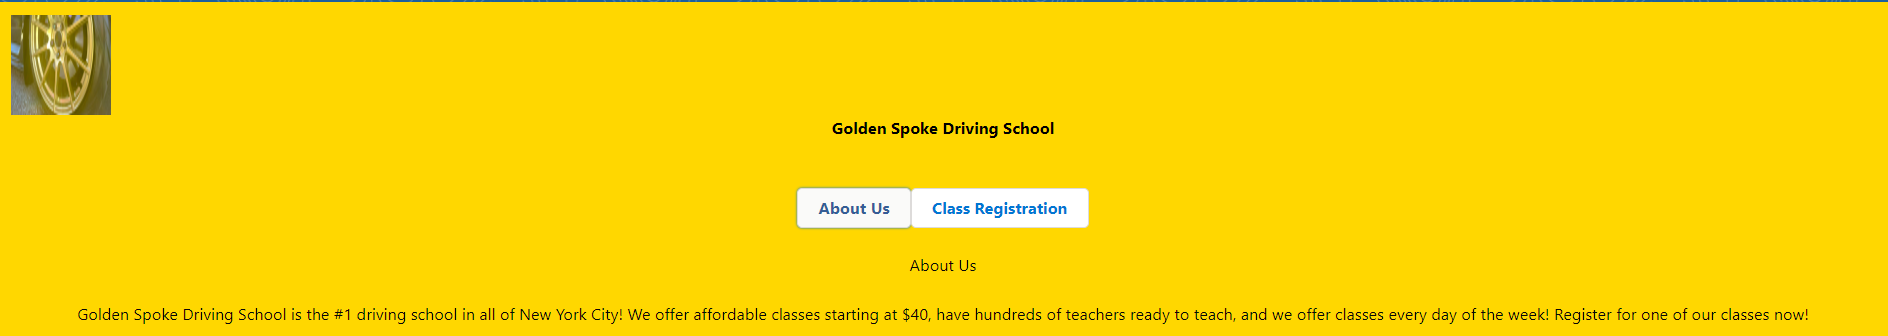 Golden Spoke Driving School
About Us
Class Registration
About Us
Golden Spoke Driving School is the #1 driving school in all of New York City! We offer affordable classes starting at $40, have hundreds of teachers ready to teach, and we offer classes every day of the week! Register for one of our classes now!